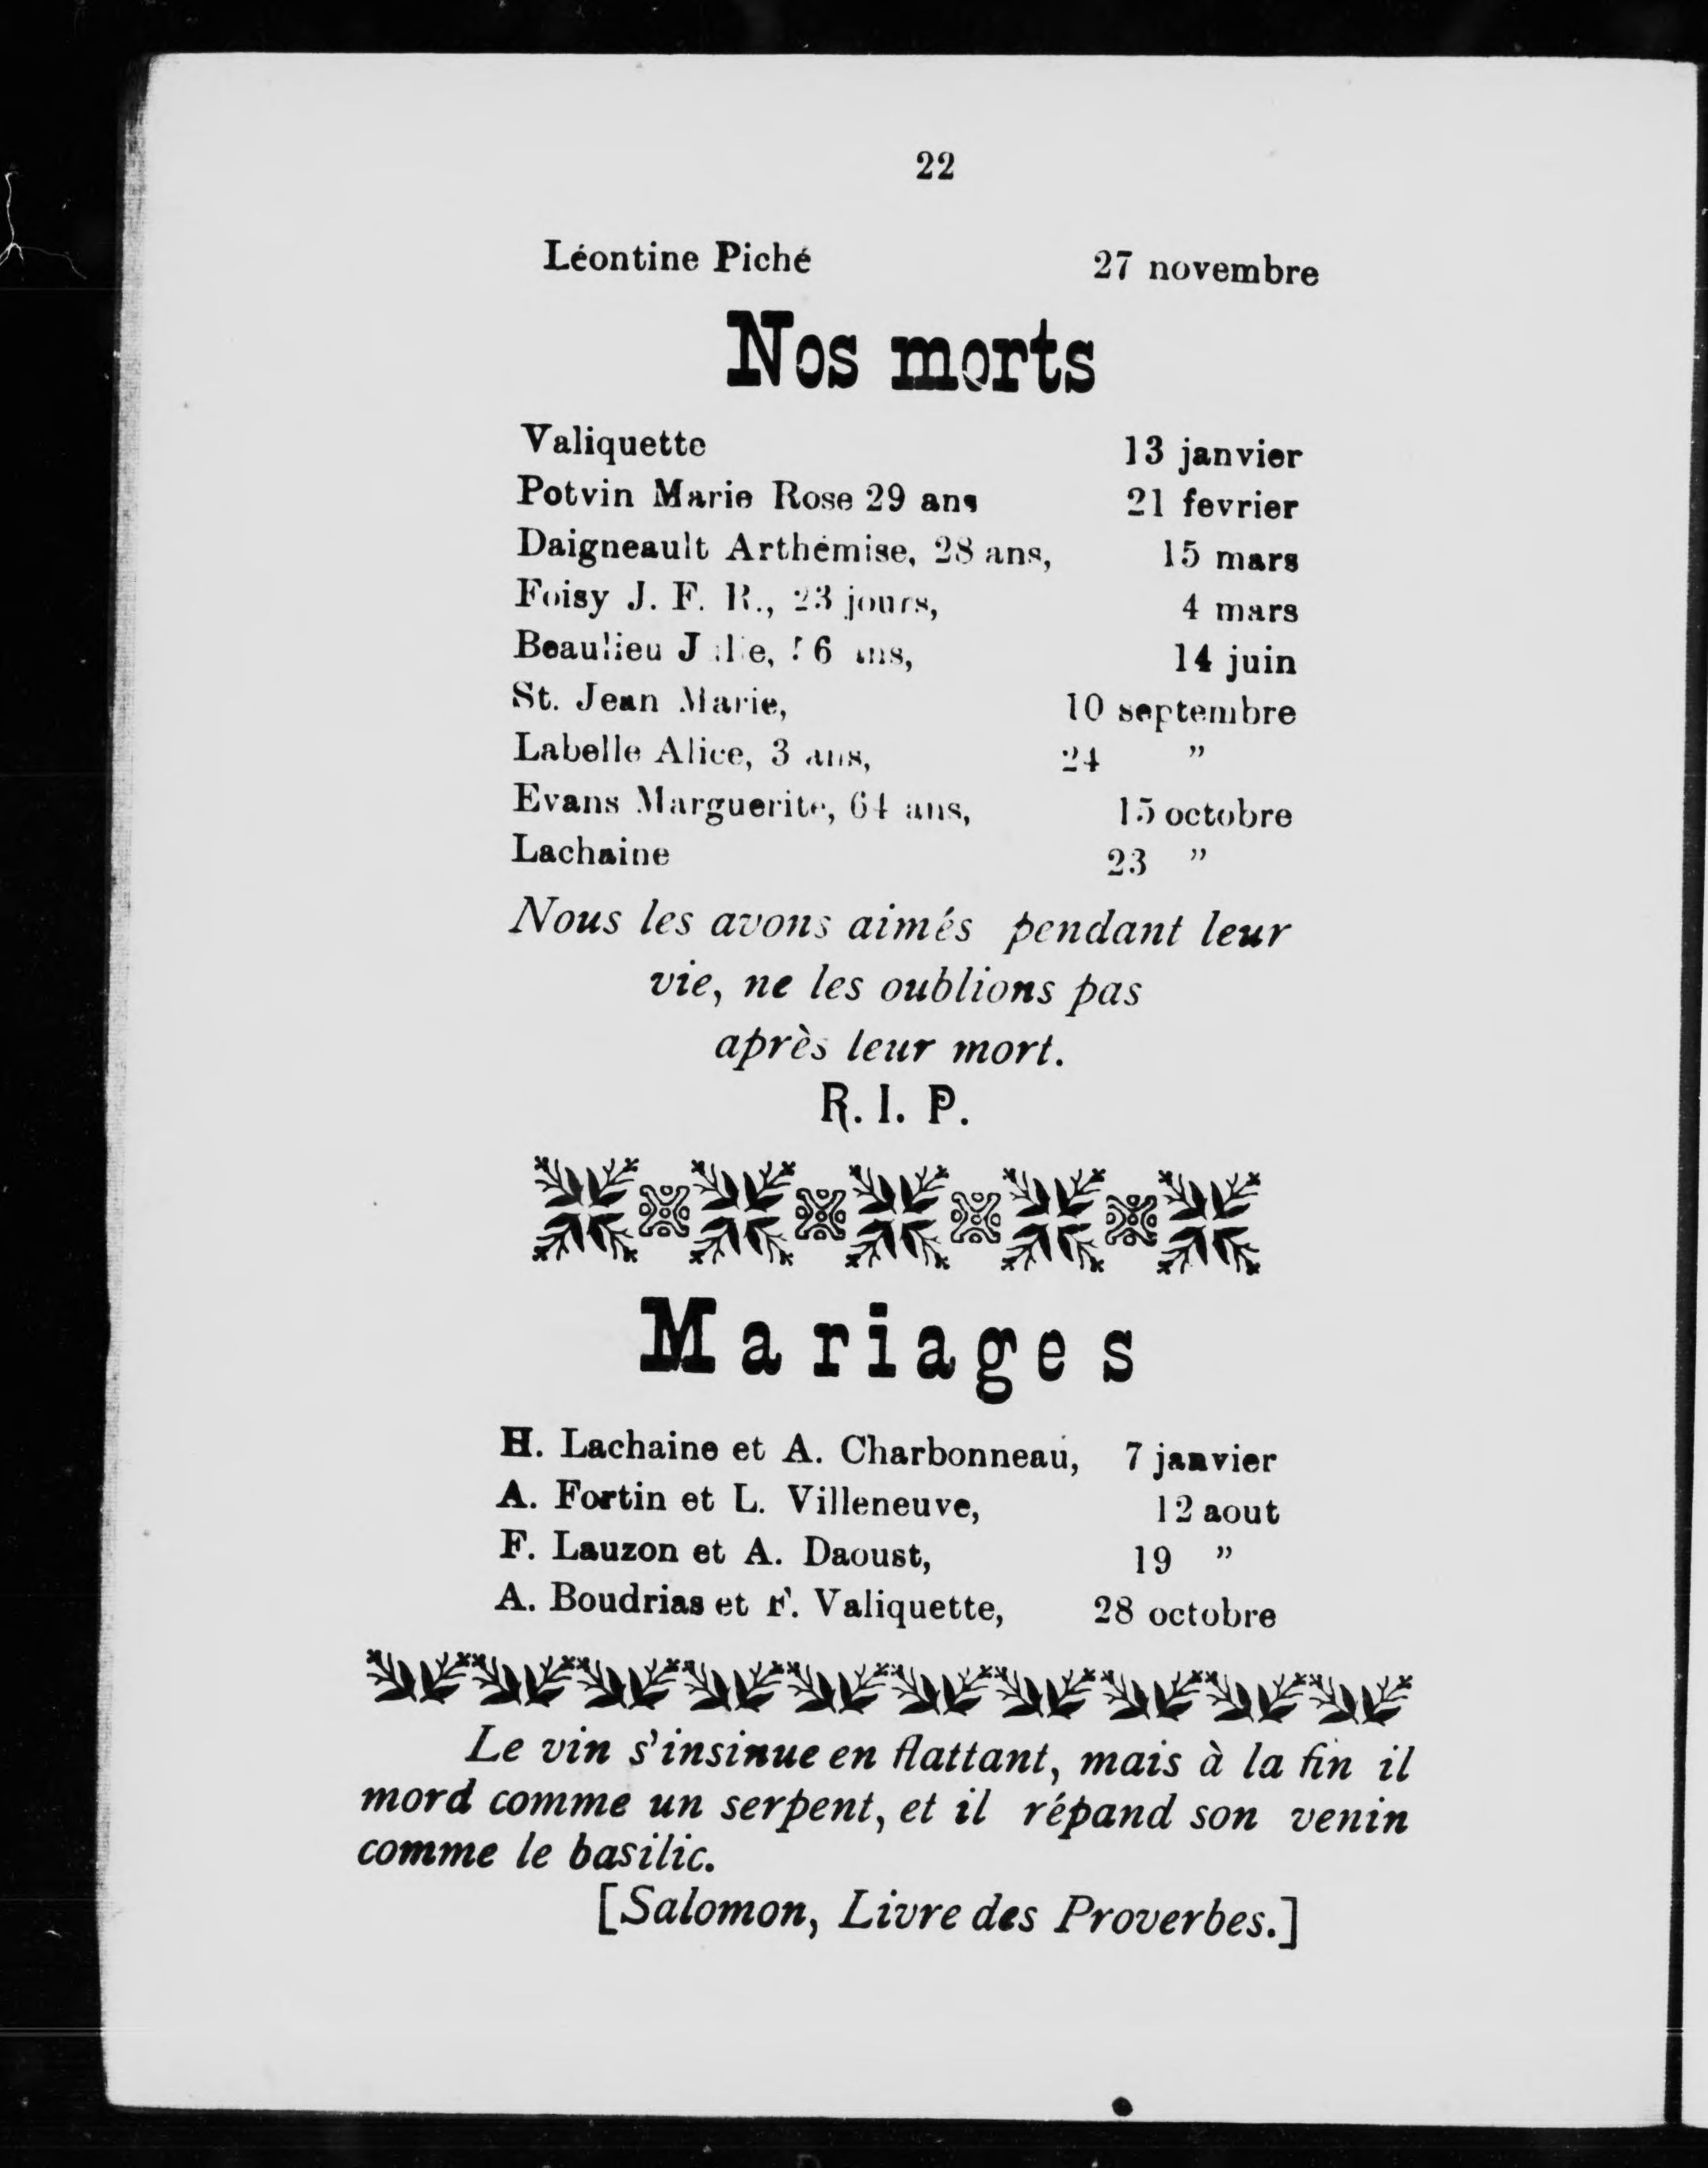 22
Léontine Piché 27 novembre
Nos morts
Valiquette 13 janvier
Potvin Marie Rose 29 ans 21 fevrier
Daigneault Arthémise, 28 ans, 15 mars
Foisy J. F. R., 23 jours, 4 mars
Beaulieu ans, 14 juin
St. Jean Marie, 10 septembre
Labelle Alice, 3 ans, 24 ”
Evans Marguerite, 64 ans, 15 octobre
Lachaine 23 ”
Nous les avons aimés pendant leur
vie, ne les oublions pas
après leur mort.
R. I. P.
Mariages
H. Lachaine et A. Charbonneau, 7 janvier
A. Fortin et L. Villeneuve, 12 aout
F. Lauzon et A. Daoust, 19 ”
A. Boudrias et F. Valiquette, 28 octobre
Le vin s'insinue en flattant, mais à la fin il
mord comme un serpent, et il répand son venin
comme le basilic.
[Salomon, Livre des Proverbes.]